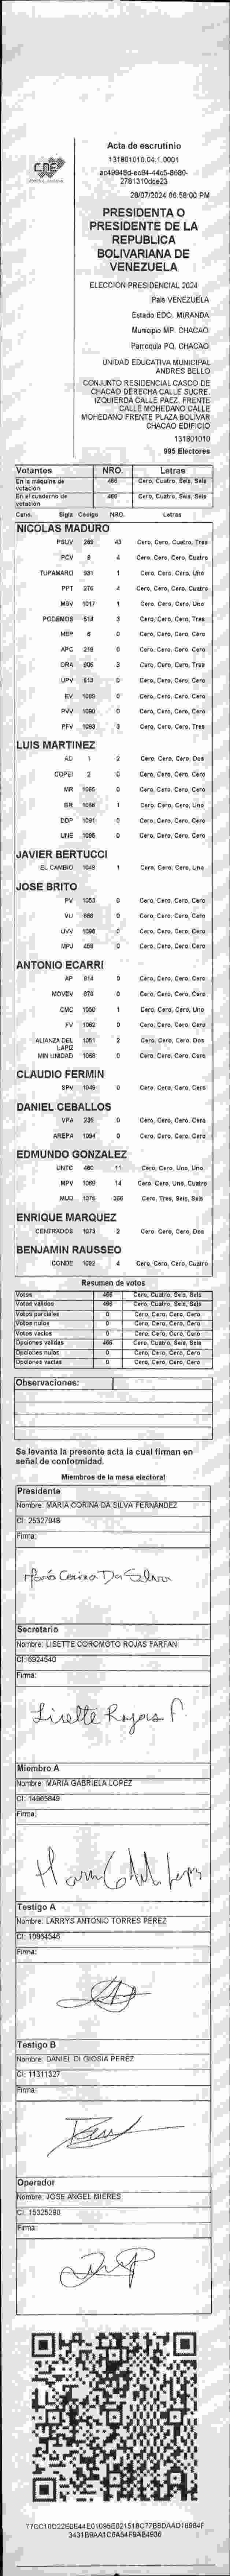 Acta de escrutinio
CNE
131801010.04.1.0001
2781310dce23
28/07/2024 06:58:00 PM
PRESIDENTA O
PRESIDENTE DE LA
REPUBLICA
BOLIVARIANA DE
VENEZUELA
ELECCIÓN PRESIDENCIAL 2024
País VENEZUELA
Estado EDO. MIRANDA
Municipio MP. CHACAO
Parroquia PQ. CHACAO
UNIDAD EDUCATIVA MUNICIPAL
ANDRES BELLO
CONJUNTO RESIDENCIAL CASCO DE
CHACAO DERECHA CALLE SUCRE.
IZQUIERDA CALLE PAEZ. FRENTE
CALLE MOHEDANO CALLE
MOHEDANO FRENTE PLAZA BOLIVAR
CHACAO EDIFICIO
131801010
995 Electores
Votantes NRO. Letras
En la máquina de votación 466 Cero, Cuatro, Seis, Seis
En el cuaderno de votación 466 Cero, Cuatro, Seis, Seis
Cand. Sigla Código NRO. Letras
NICOLAS MADURO
PSUV 269 43 Cero, Cero, Cuatro, Tres
PCV 9 4 Cero, Cero, Cero, Cuatro
TUPAMARO 931 1 Cero, Cero, Cero, Uno
PPT 276 4 Cero, Cero, Cero, Cuatro
MSV 1017 1 Cero, Cero, Cero, Uno
PODEMOS 514 3 Cero, Cero, Cero, Tres
MEP 6 0 Cero, Cero, Cero, Cero
APC 219 0 Cero, Cero, Cero, Cero
ORA 906 3 Cero, Cero, Cero, Tres
UPV 613 0 Cero, Cero, Cero, Cero
EV 1099 0 Cero, Cero, Cero, Cero
PVV 1090 0 Cero, Cero, Cero, Cero
PFV 1093 3 Cero, Cero, Cero, Tres
LUIS MARTINEZ
AD 1 2 Cero, Cero, Cero, Dos
COPEI 2 0 Cero, Cero, Cero, Cero
MR 1065 0 Cero, Cero, Cero, Cero
BR 1056 1 Cero, Cero, Cero, Uno
DDP 1091 0 Cero, Cero, Cero, Cero
UNE 1095 0 Cero, Cero, Cero, Cero
JAVIER BERTUCCI
EL CAMBIO 1048 1 Cero, Cero, Cero, Uno
JOSE BRITO
PV 1053 0 Cero, Cero, Cero, Cero
VU 868 0 Cero, Cero, Cero, Cero
UVV 1096 0 Cero, Cero, Cero, Cero
MPJ 458 0 Cero, Cero, Cero, Cero
ANTONIO ECARRI
AP 914 0 Cero, Cero, Cero, Cero
MOVEV 878 0 Cero, Cero, Cero, Cero
CMC 1050 1 Cero, Cero, Cero, Uno
FV 1062 0 Cero, Cero, Cero, Cero
ALIANZA DEL LAPIZ 1051 2 Cero, Cero, Cero, Dos
MIN UNIDAD 1068 0 Cero, Cero, Cero, Cero
CLAUDIO FERMIN
SPV 1049 0 Cero, Cero, Cero, Cero
DANIEL CEBALLOS
VPA 235 0 Cero, Cero, Cero, Cero
AREPA 1094 0 Cero, Cero, Cero, Cero
EDMUNDO GONZALEZ
UNTC 460 11 Cero, Cero, Uno, Uno
MPV 1069 14 Cero, Cero, Uno, Cuatro
MUD 1076 366 Cero, Tres, Seis, Seis
ENRIQUE MARQUEZ
CENTRADOS 1073 2 Cero, Cero, Cero, Dos
BENJAMIN RAUSSEO
CONDE 1092 4 Cero, Cero, Cero, Cuatro
Resumen de votos
Votos 466 Cero, Cuatro, Seis, Seis
Votos validos 466 Cero, Cuatro, Seis, Seis
Votos parciales 0 Cero, Cero, Cero, Cero
Votos nulos 0 Cero, Cero, Cero, Cero
Votos vacíos 0 Cero, Cero, Cero, Cero
Opciones validas 466 Cero, Cuatro, Seis, Seis
Opciones nulas 0 Cero, Cero, Cero, Cero
Opciones vacías 0 Cero, Cero, Cero, Cero
Observaciones:
Se levanta la presente acta la cual firman en
señal de conformidad.
Miembros de la mesa electoral
Presidente
Nombre: MARIA CORINA DA SILVA FERNANDEZ
CI: 25327948
Firma:
María Corina Da Silva
Secretario
Nombre: LISETTE COROMOTO ROJAS FARFAN
CI: 6924540
Firma:
Lisette Rojas F.
Miembro A
Nombre: MARIA GABRIELA LOPEZ
CI: 14965849
Firma:
Testigo A
Nombre: LARRYS ANTONIO TORRES PEREZ
CI: 10864546
Firma:
Testigo B
Nombre: DANIEL DI GIOSIA PEREZ
CI: 11311327
Firma:
Operador
Nombre: JOSE ANGEL MIERES
CI: 15325290
Firma: